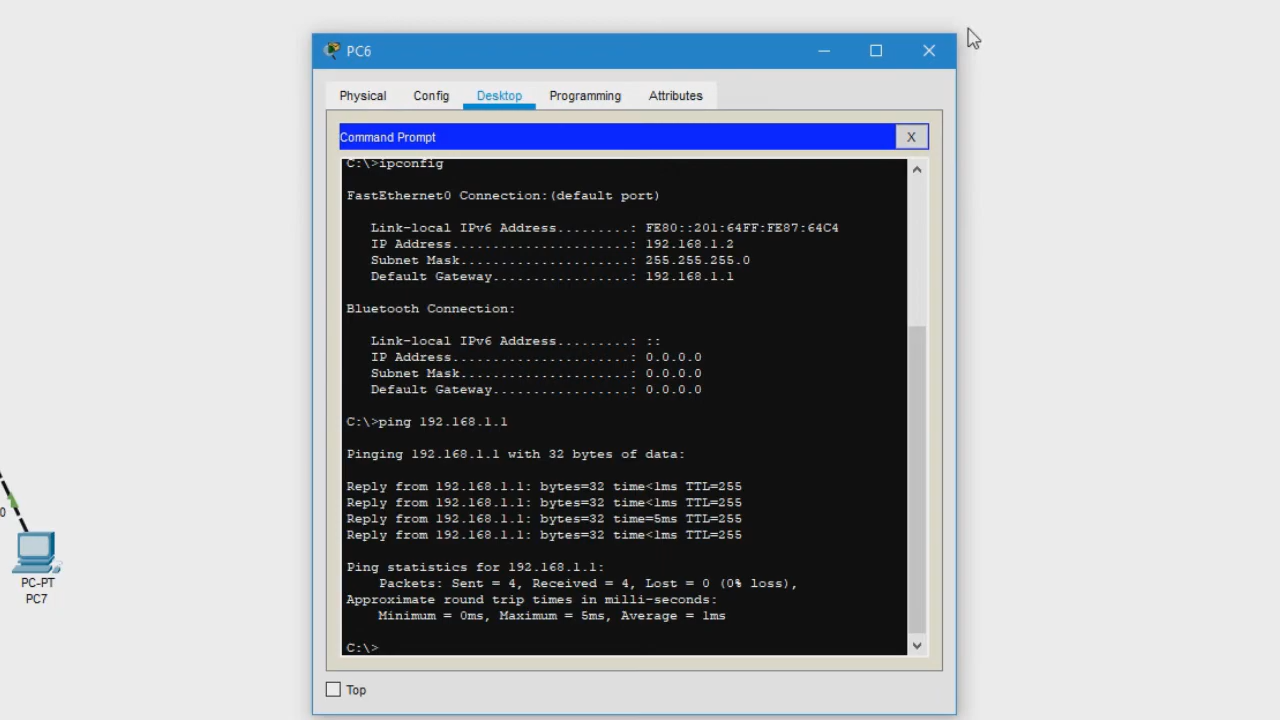 PC6
Physical Config Desktop Programming Attributes
Command Prompt X
C:\>ipconfig
FastEthernet0 Connection:(default port)
Link-local IPv6 Address.........: FE80::201:64FF:FE87:64C4
IP Address......................: 192.168.1.2
Subnet Mask.....................: 255.255.255.0
Default Gateway.................: 192.168.1.1
Bluetooth Connection:
Link-local IPv6 Address.........: ::
IP Address......................: 0.0.0.0
Subnet Mask.....................: 0.0.0.0
Default Gateway.................: 0.0.0.0
C:\>ping 192.168.1.1
Pinging 192.168.1.1 with 32 bytes of data:
Reply from 192.168.1.1: bytes=32 time<1ms TTL=255
Reply from 192.168.1.1: bytes=32 time<1ms TTL=255
Reply from 192.168.1.1: bytes=32 time=5ms TTL=255
Reply from 192.168.1.1: bytes=32 time<1ms TTL=255
Ping statistics for 192.168.1.1:
Packets: Sent = 4, Received = 4, Lost = 0 (0% loss),
Approximate round trip times in milli-seconds:
Minimum = 0ms, Maximum = 5ms, Average = 1ms
C:\>
Top
0
PC-PT
PC7